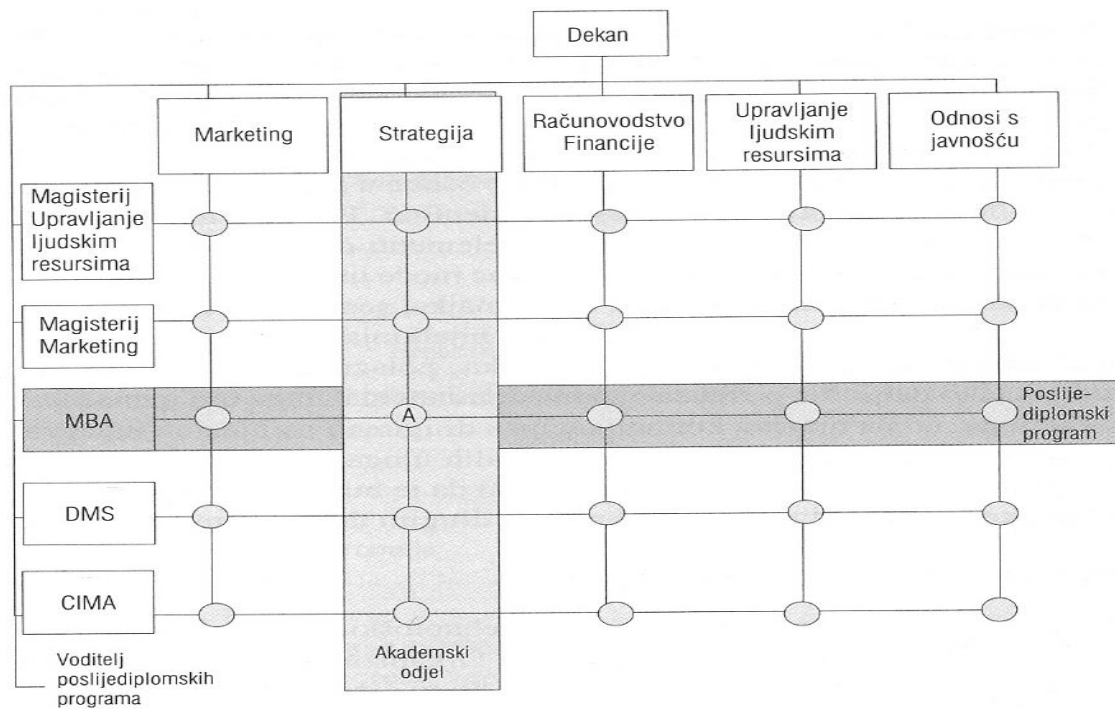 Dekan
Marketing
Strategija
Računovodstvo
Financije
Upravljanje
ljudskim
resursima
Odnosi s
javnošću
Magisterij
Upravljanje
ljudskim
resursima
Magisterij
Marketing
MBA
A
Poslije-
diplomski
program
DMS
CIMA
Akademski
odjel
Voditelj
poslijediplomskih
programa